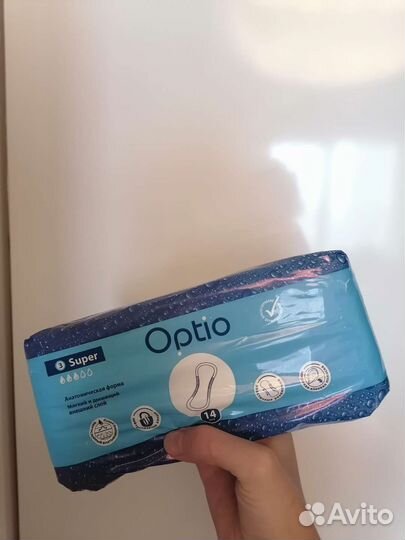 Optio
3 Super
Анатомическая форма
Мягкий и дышащий
внешний слой
14
Avito